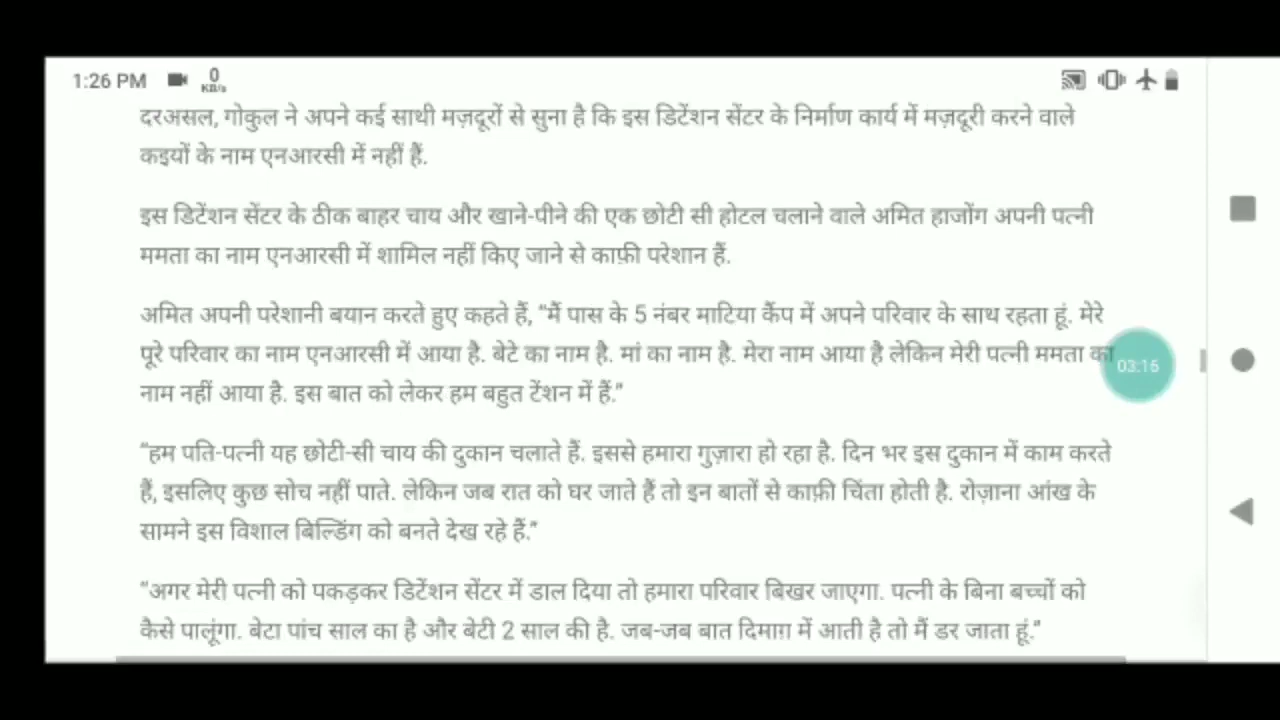 1:26 PM 0 KB/s
दरअसल, गोकुल ने अपने कई साथी मज़दूरों से सुना है कि इस डिटेंशन सेंटर के निर्माण कार्य में मज़दूरी करने वाले
कइयों के नाम एनआरसी में नहीं हैं.
इस डिटेंशन सेंटर के ठीक बाहर चाय और खाने-पीने की एक छोटी सी होटल चलाने वाले अमित हाजोंग अपनी पत्नी
ममता का नाम एनआरसी में शामिल नहीं किए जाने से काफ़ी परेशान हैं.
अमित अपनी परेशानी बयान करते हुए कहते हैं, "मैं पास के 5 नंबर माटिया कैंप में अपने परिवार के साथ रहता हूं. मेरे
पूरे परिवार का नाम एनआरसी में आया है. बेटे का नाम है. मां का नाम है. मेरा नाम आया है लेकिन मेरी पत्नी ममता का
नाम नहीं आया है. इस बात को लेकर हम बहुत टेंशन में हैं."
03:16
"हम पति-पत्नी यह छोटी-सी चाय की दुकान चलाते हैं. इससे हमारा गुज़ारा हो रहा है. दिन भर इस दुकान में काम करते
हैं, इसलिए कुछ सोच नहीं पाते. लेकिन जब रात को घर जाते हैं तो इन बातों से काफ़ी चिंता होती है. रोज़ाना आंख के
सामने इस विशाल बिल्डिंग को बनते देख रहे हैं."
"अगर मेरी पत्नी को पकड़कर डिटेंशन सेंटर में डाल दिया तो हमारा परिवार बिखर जाएगा. पत्नी के बिना बच्चों को
कैसे पालूंगा. बेटा पांच साल का है और बेटी 2 साल की है. जब-जब बात दिमाग़ में आती है तो मैं डर जाता हूं."